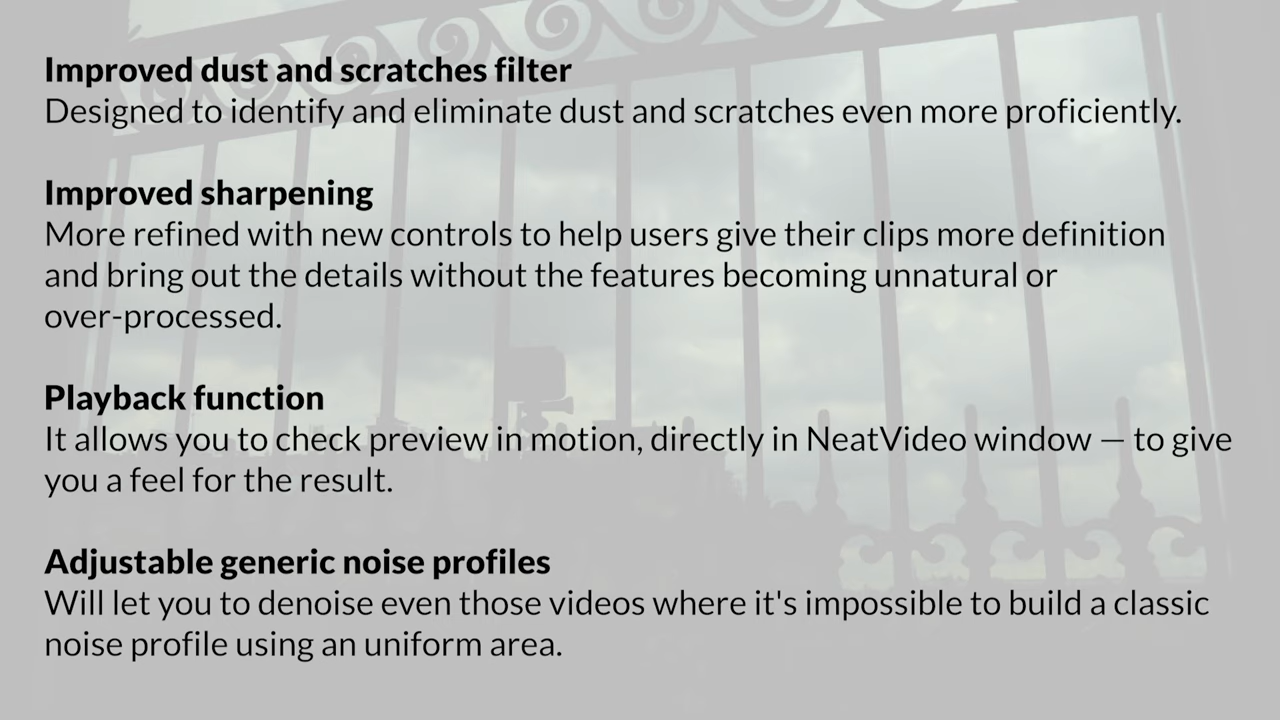 Improved dust and scratches filter
Designed to identify and eliminate dust and scratches even more proficiently.
Improved sharpening
More refined with new controls to help users give their clips more definition
and bring out the details without the features becoming unnatural or
over-processed.
Playback function
It allows you to check preview in motion, directly in NeatVideo window — to give
you a feel for the result.
Adjustable generic noise profiles
Will let you to denoise even those videos where it's impossible to build a classic
noise profile using an uniform area.